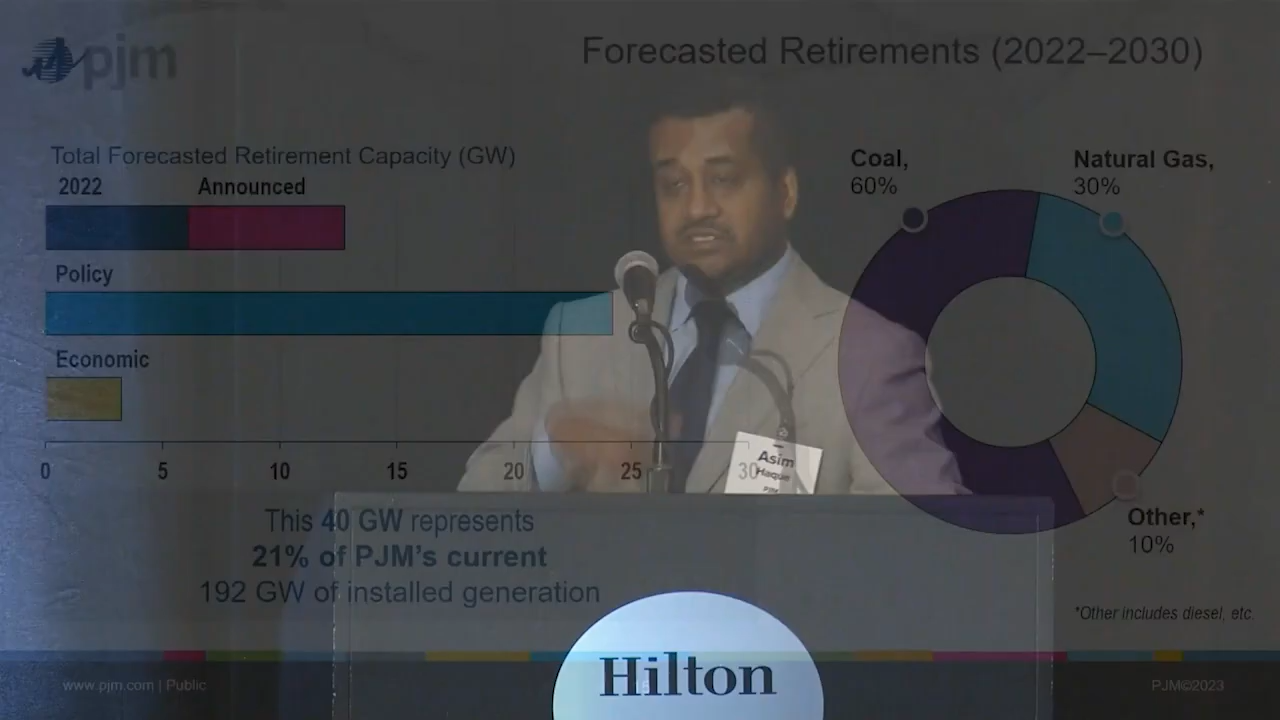 pjm
Forecasted Retirements (2022–2030)
Total Forecasted Retirement Capacity (GW)
2022 Announced
Policy
Economic
0 5 10 15 20 25 30
This 40 GW represents
21% of PJM's current
192 GW of installed generation
Coal,
60%
Natural Gas,
30%
Other,*
10%
*Other includes diesel, etc.
Asim
Haque
PJM
Hilton
www.pjm.com | Public
PJM©2023